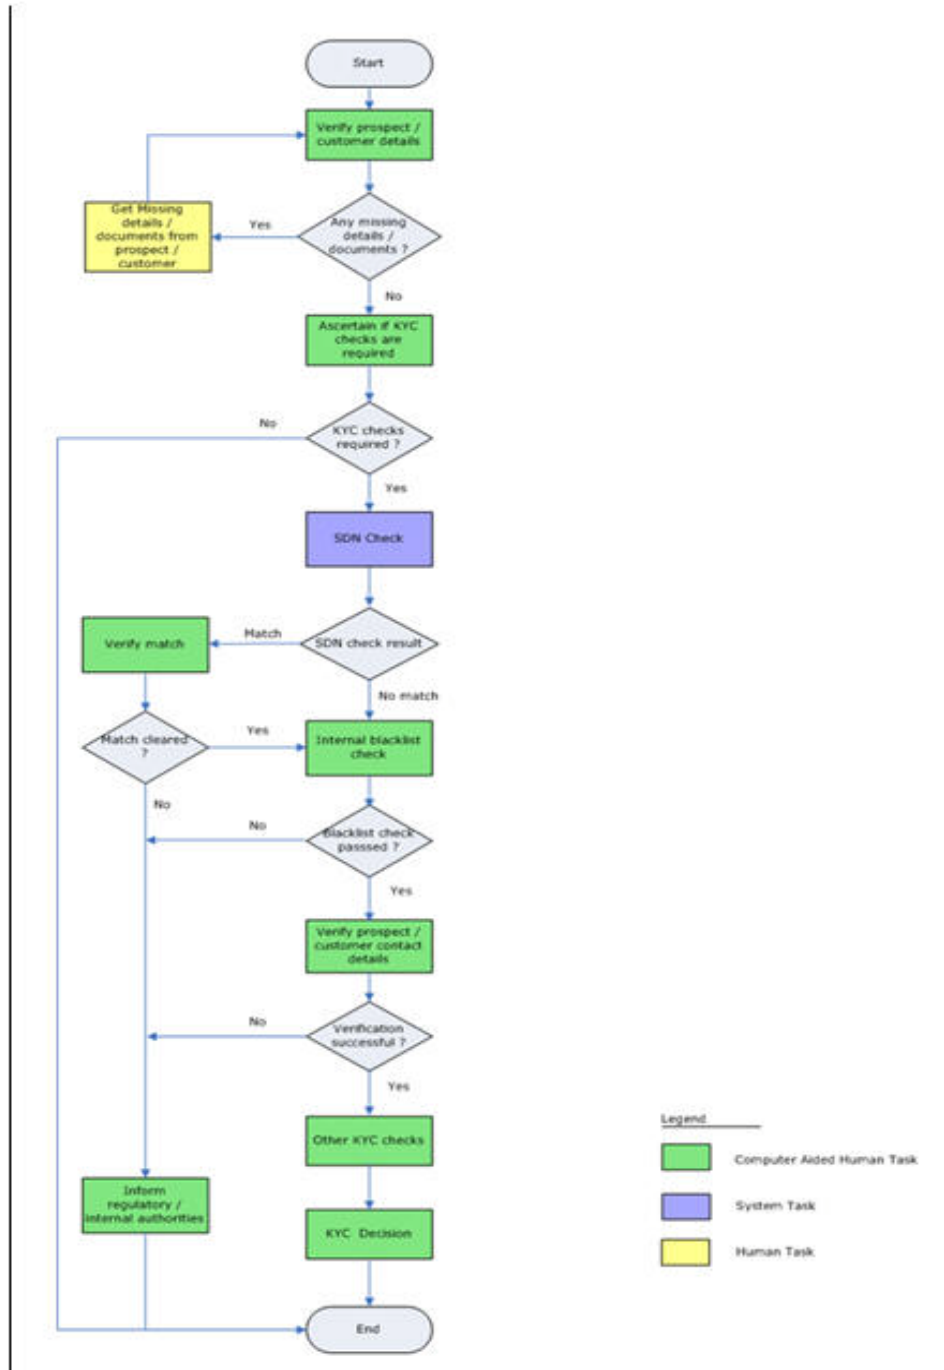 Start
Verify prospect /
customer details
Get Missing
details /
documents from
prospect /
customer
Yes
Any missing
details /
documents ?
No
Ascertain if KYC
checks are
required
No
KYC checks
required ?
Yes
SDN Check
Verify match
Match
SDN check result
No match
Match cleared
?
Yes
Internal blacklist
check
No
No
Blacklist check
passsed ?
Yes
Verify prospect /
customer contact
details
No
Verification
successful ?
Yes
Other KYC checks
Inform
regulatory /
internal authorities
KYC Decision
End
Legend
Computer Aided Human Task
System Task
Human Task